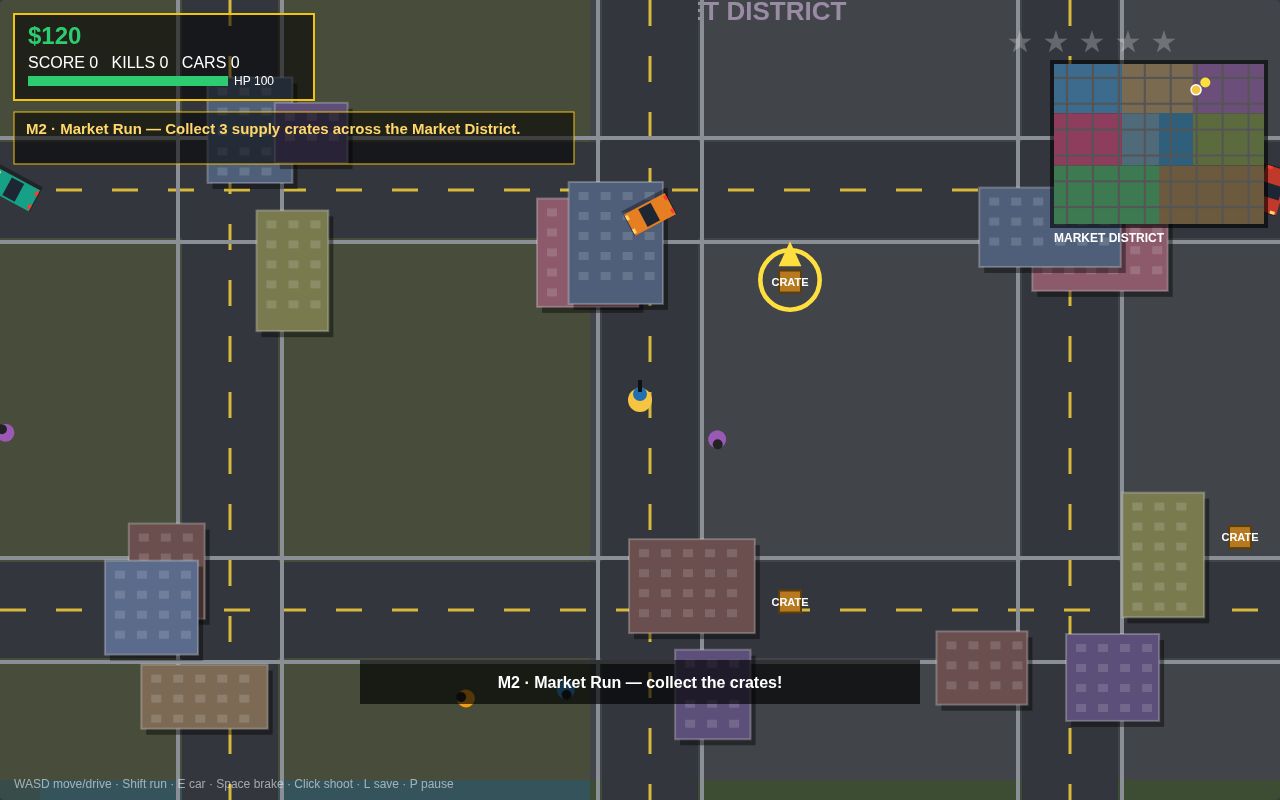 T DISTRICT
$120
SCORE 0 KILLS 0 CARS 0
HP 100
M2 · Market Run — Collect 3 supply crates across the Market District.
MARKET DISTRICT
CRATE
CRATE
CRATE
M2 · Market Run — collect the crates!
WASD move/drive · Shift run · E car · Space brake · Click shoot · L save · P pause